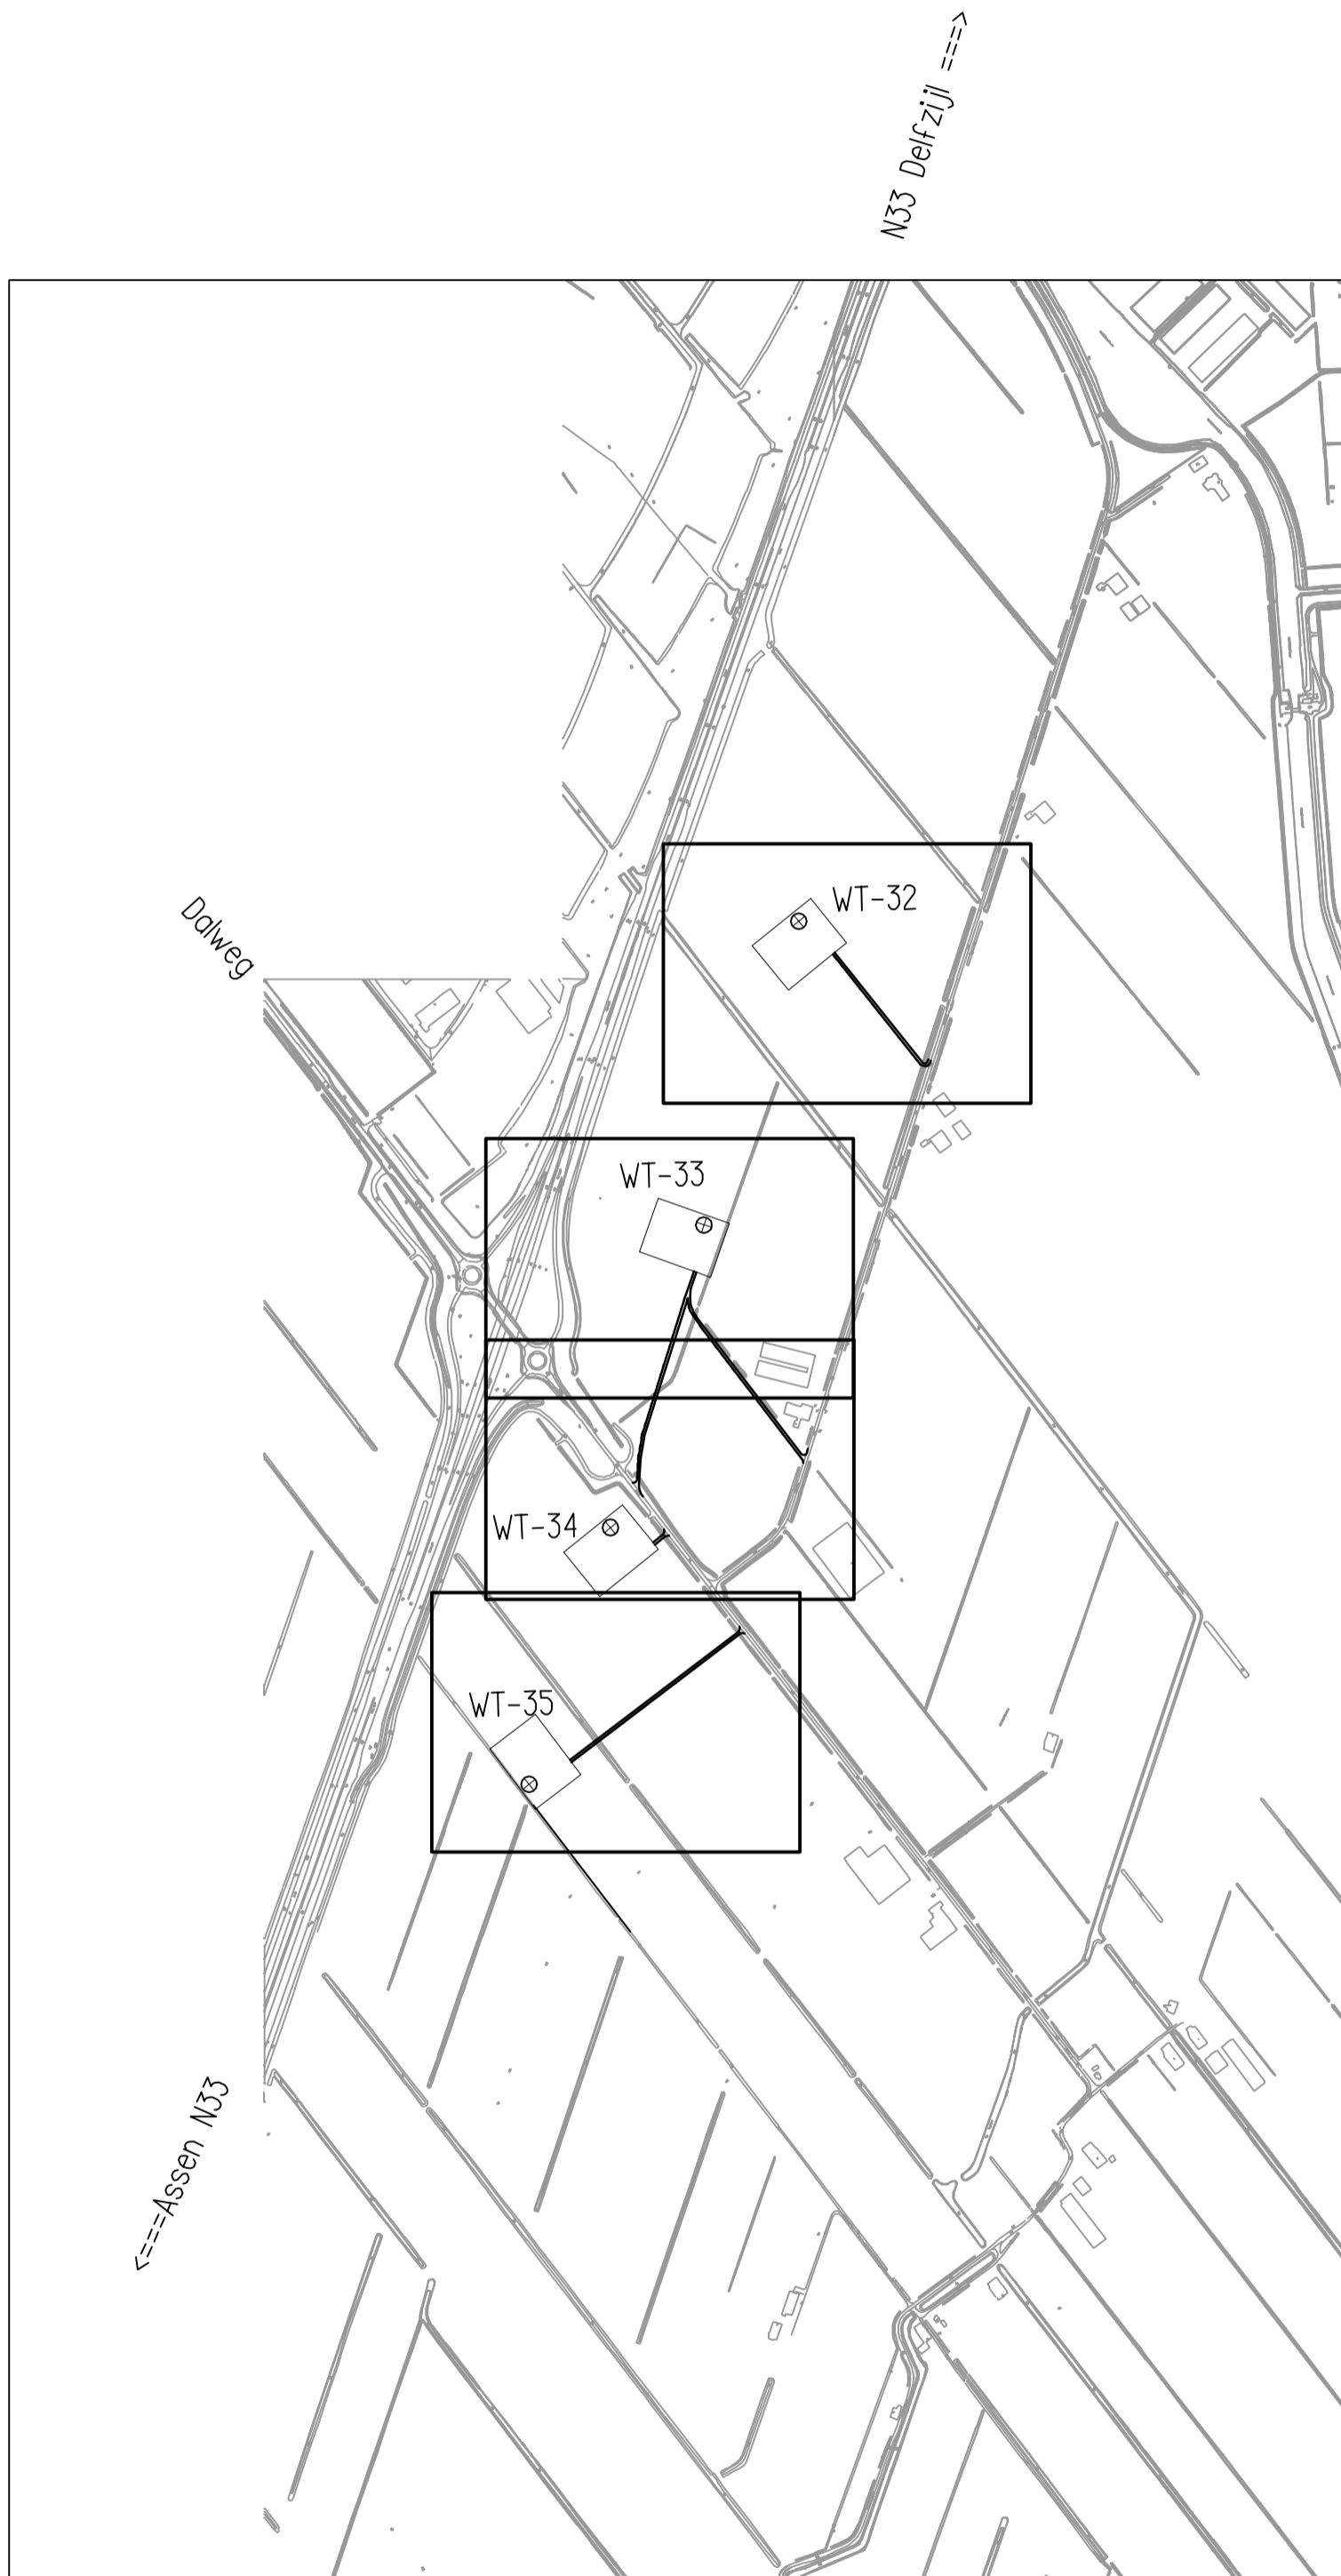 N33 Delfzijl ===>
WT-32
Dalweg
WT-33
WT-34
WT-35
<===Assen N33